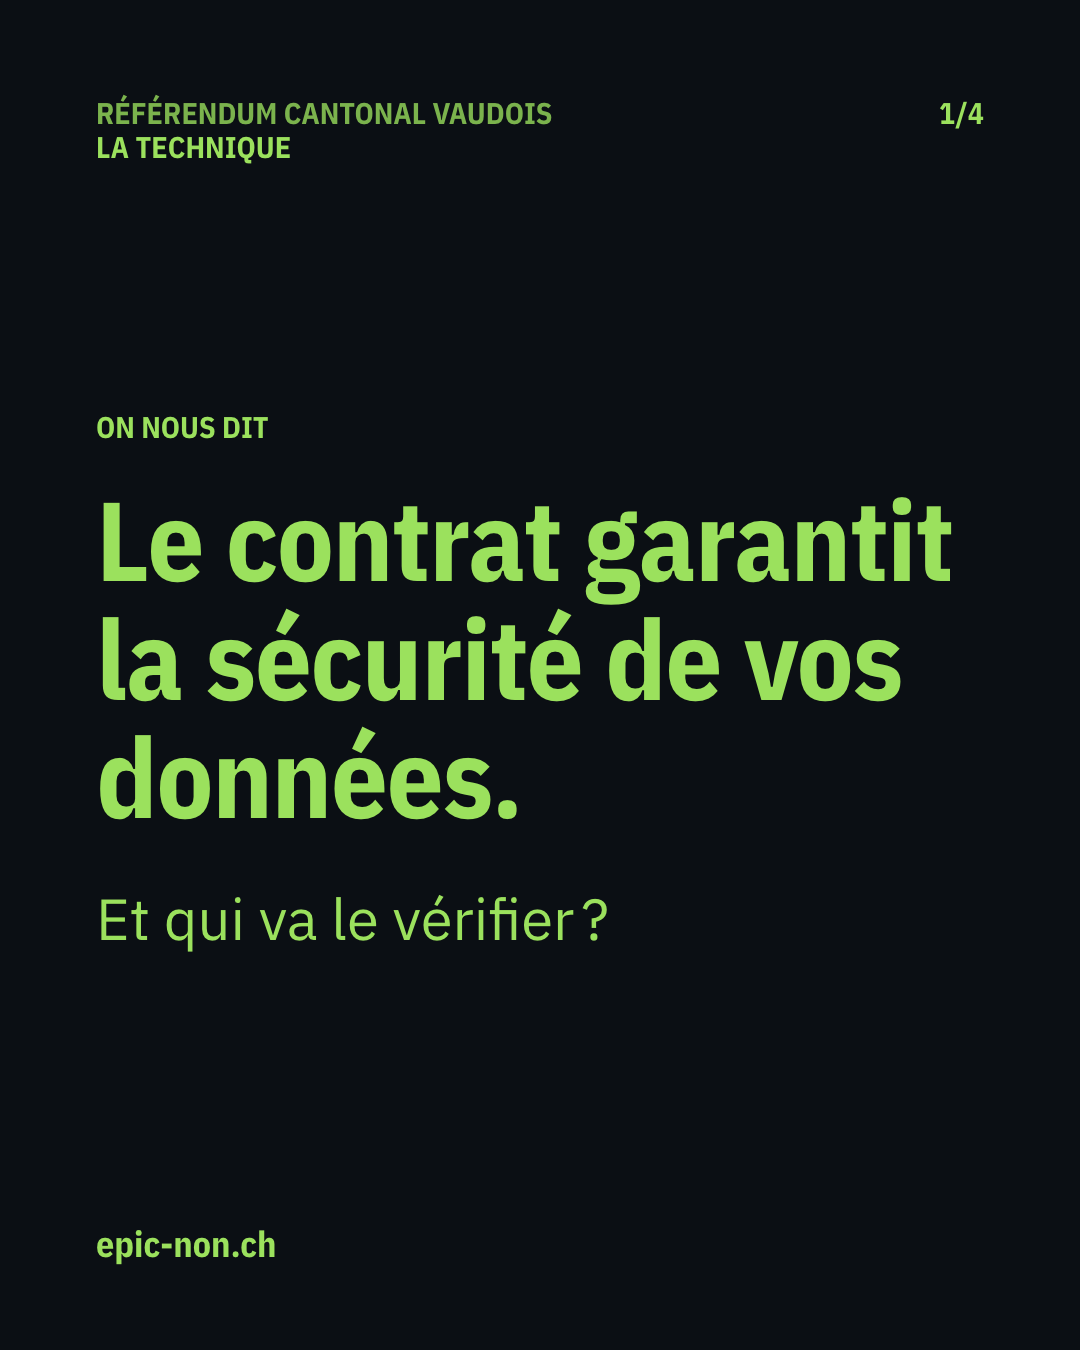 RÉFÉRENDUM CANTONAL VAUDOIS
1/4
LA TECHNIQUE
ON NOUS DIT
Le contrat garantit
la sécurité de vos
données.
Et qui va le vérifier ?
epic-non.ch